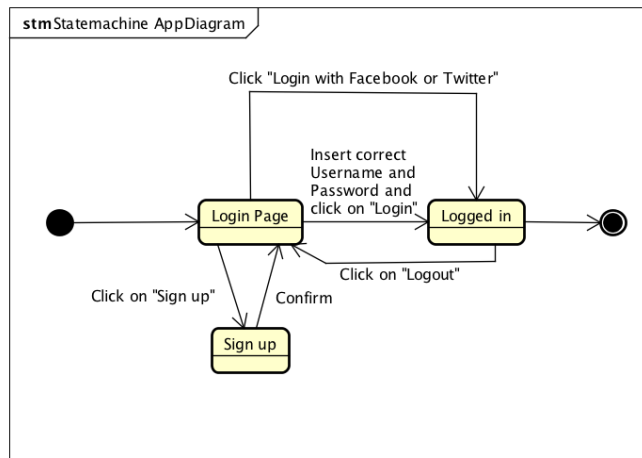 stm Statemachine AppDiagram
Click "Login with Facebook or Twitter"
Insert correct
Username and
Password and
click on "Login"
Login Page
Logged in
Click on "Logout"
Click on "Sign up"
Confirm
Sign up